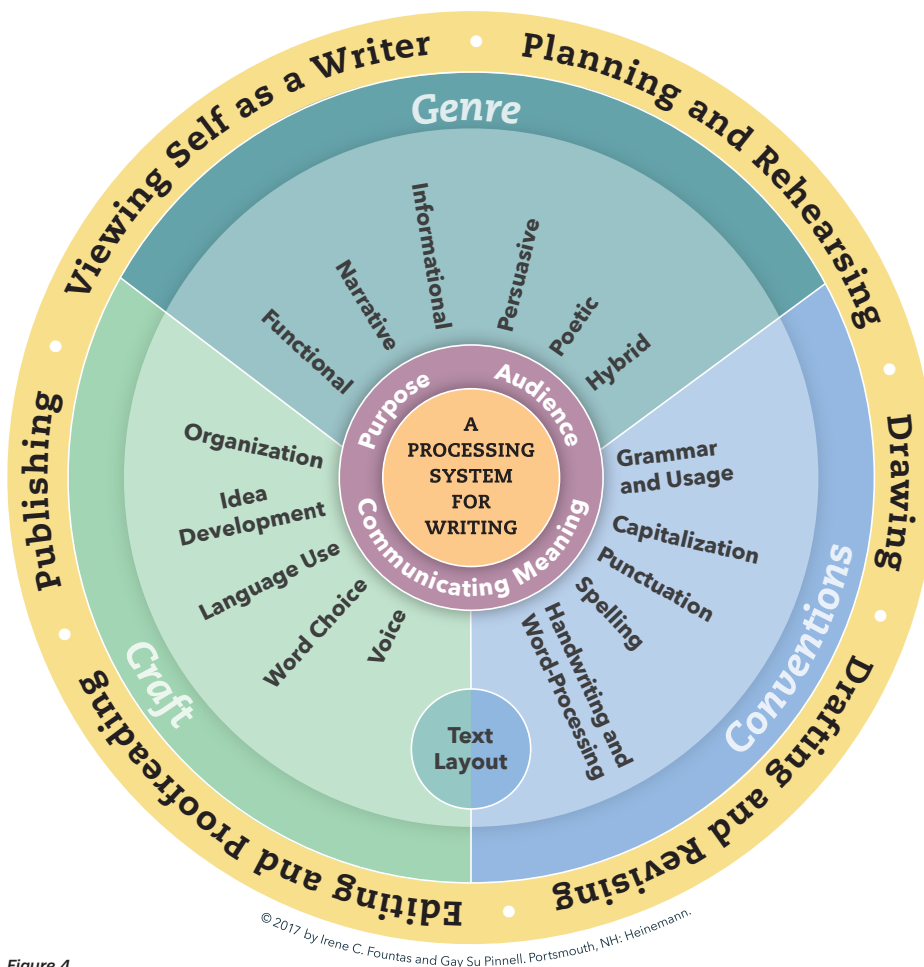 Viewing Self as a Writer
Planning and Rehearsing
Drawing
Drafting and Revising
Editing and Proofreading
Publishing
Genre
Functional
Narrative
Informational
Persuasive
Poetic
Hybrid
Conventions
Grammar
and Usage
Capitalization
Punctuation
Spelling
Handwriting and
Word-Processing
Text
Layout
Craft
Organization
Idea
Development
Language Use
Word Choice
Voice
Purpose
Audience
Communicating Meaning
A
PROCESSING
SYSTEM
FOR
WRITING
© 2017 by Irene C. Fountas and Gay Su Pinnell. Portsmouth, NH: Heinemann.
Figure 4